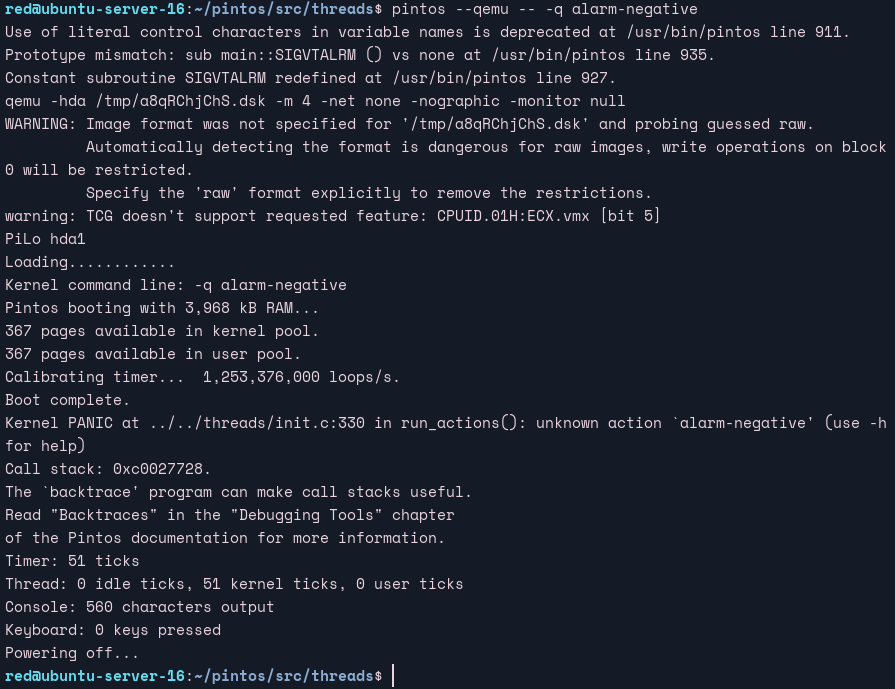 red@ubuntu-server-16:~/pintos/src/threads$ pintos --qemu -- -q alarm-negative
Use of literal control characters in variable names is deprecated at /usr/bin/pintos line 911.
Prototype mismatch: sub main::SIGVTALRM () vs none at /usr/bin/pintos line 935.
Constant subroutine SIGVTALRM redefined at /usr/bin/pintos line 927.
qemu -hda /tmp/a8qRChjChS.dsk -m 4 -net none -nographic -monitor null
WARNING: Image format was not specified for '/tmp/a8qRChjChS.dsk' and probing guessed raw.
         Automatically detecting the format is dangerous for raw images, write operations on block
0 will be restricted.
         Specify the 'raw' format explicitly to remove the restrictions.
warning: TCG doesn't support requested feature: CPUID.01H:ECX.vmx [bit 5]
PiLo hda1
Loading............
Kernel command line: -q alarm-negative
Pintos booting with 3,968 kB RAM...
367 pages available in kernel pool.
367 pages available in user pool.
Calibrating timer...  1,253,376,000 loops/s.
Boot complete.
Kernel PANIC at ../../threads/init.c:330 in run_actions(): unknown action `alarm-negative' (use -h
for help)
Call stack: 0xc0027728.
The `backtrace' program can make call stacks useful.
Read "Backtraces" in the "Debugging Tools" chapter
of the Pintos documentation for more information.
Timer: 51 ticks
Thread: 0 idle ticks, 51 kernel ticks, 0 user ticks
Console: 560 characters output
Keyboard: 0 keys pressed
Powering off...
red@ubuntu-server-16:~/pintos/src/threads$